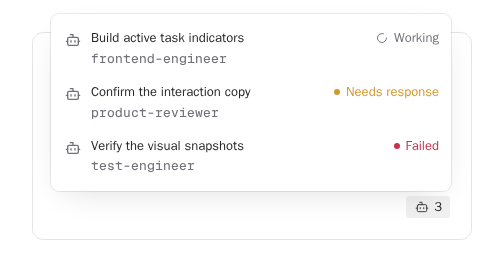 Build active task indicators Working
frontend-engineer
Confirm the interaction copy Needs response
product-reviewer
Verify the visual snapshots Failed
test-engineer
3